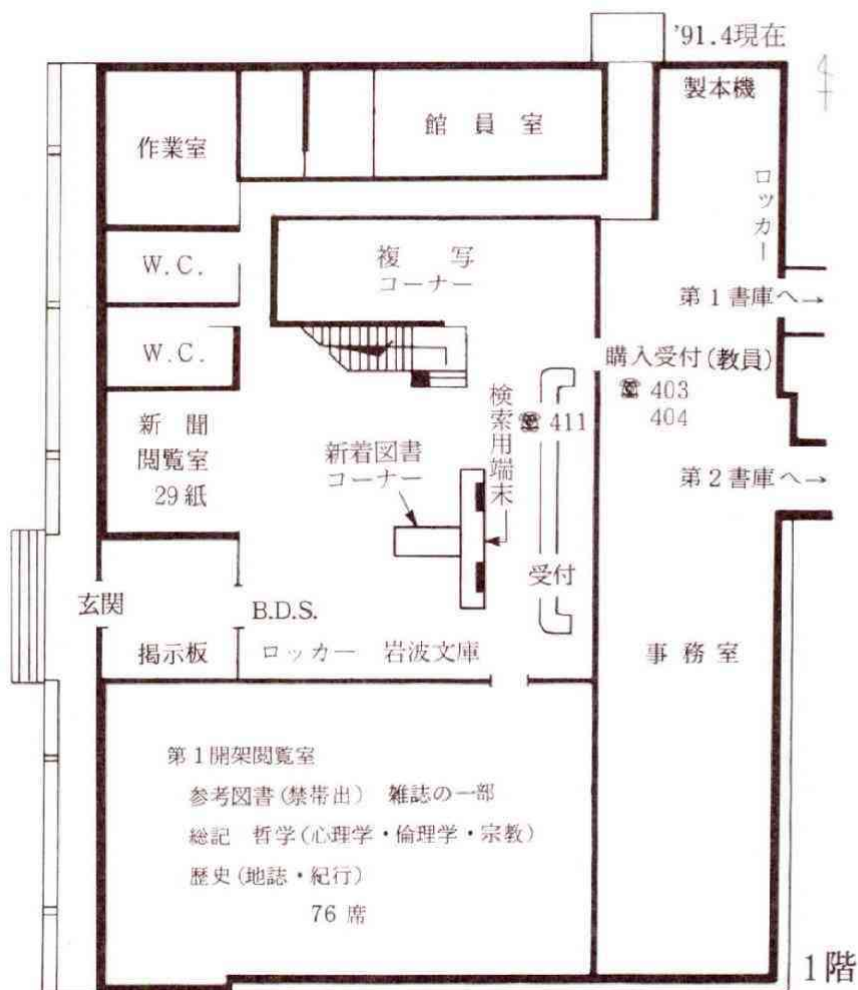 '91.4現在
製本機
館員室
作業室
ロッカー
複写
コーナー
W.C.
第1書庫へ→
W.C.
購入受付(教員)
☎ 403
404
検索用端末
☎ 411
新聞
閲覧室
29紙
新着図書
コーナー
第2書庫へ→
受付
玄関
B.D.S.
掲示板
ロッカー
岩波文庫
事務室
第1開架閲覧室
参考図書(禁帯出) 雑誌の一部
総記 哲学(心理学・倫理学・宗教)
歴史(地誌・紀行)
76席
1階